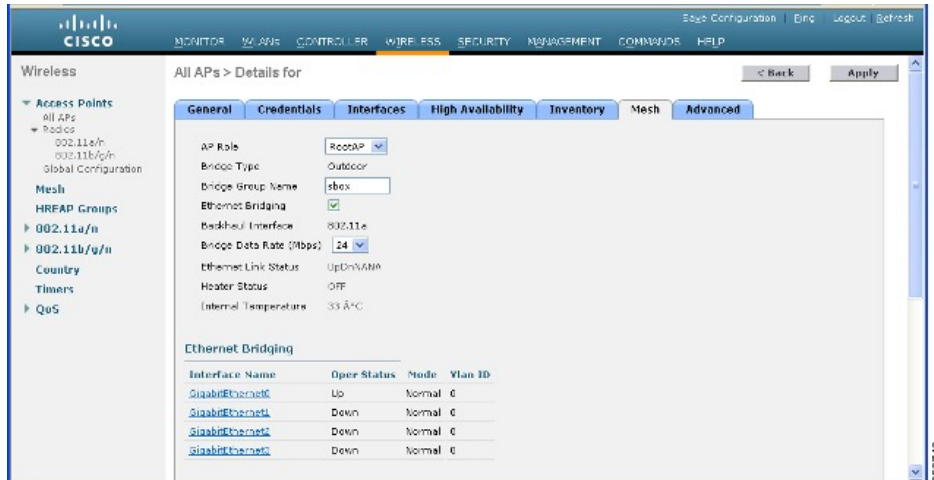 Save Configuration | Ping | Logout | Refresh
CISCO
MONITOR WLANs CONTROLLER WIRELESS SECURITY MANAGEMENT COMMANDS HELP
Wireless
All APs > Details for
< Back
Apply
Access Points
All APs
Radios
802.11a/n
802.11b/g/n
Global Configuration
Mesh
HREAP Groups
802.11a/n
802.11b/g/n
Country
Timers
QoS
General Credentials Interfaces High Availability Inventory Mesh Advanced
AP Role RootAP
Bridge Type Outdoor
Bridge Group Name sbox
Ethernet Bridging
Backhaul Interface 802.11a
Bridge Data Rate (Mbps) 24
Ethernet Link Status UpDnNANA
Heater Status OFF
Internal Temperature 33 Â°C
Ethernet Bridging
Interface Name Oper Status Mode Vlan ID
GigabitEthernet0 Up Normal 0
GigabitEthernet1 Down Normal 0
GigabitEthernet2 Down Normal 0
GigabitEthernet3 Down Normal 0